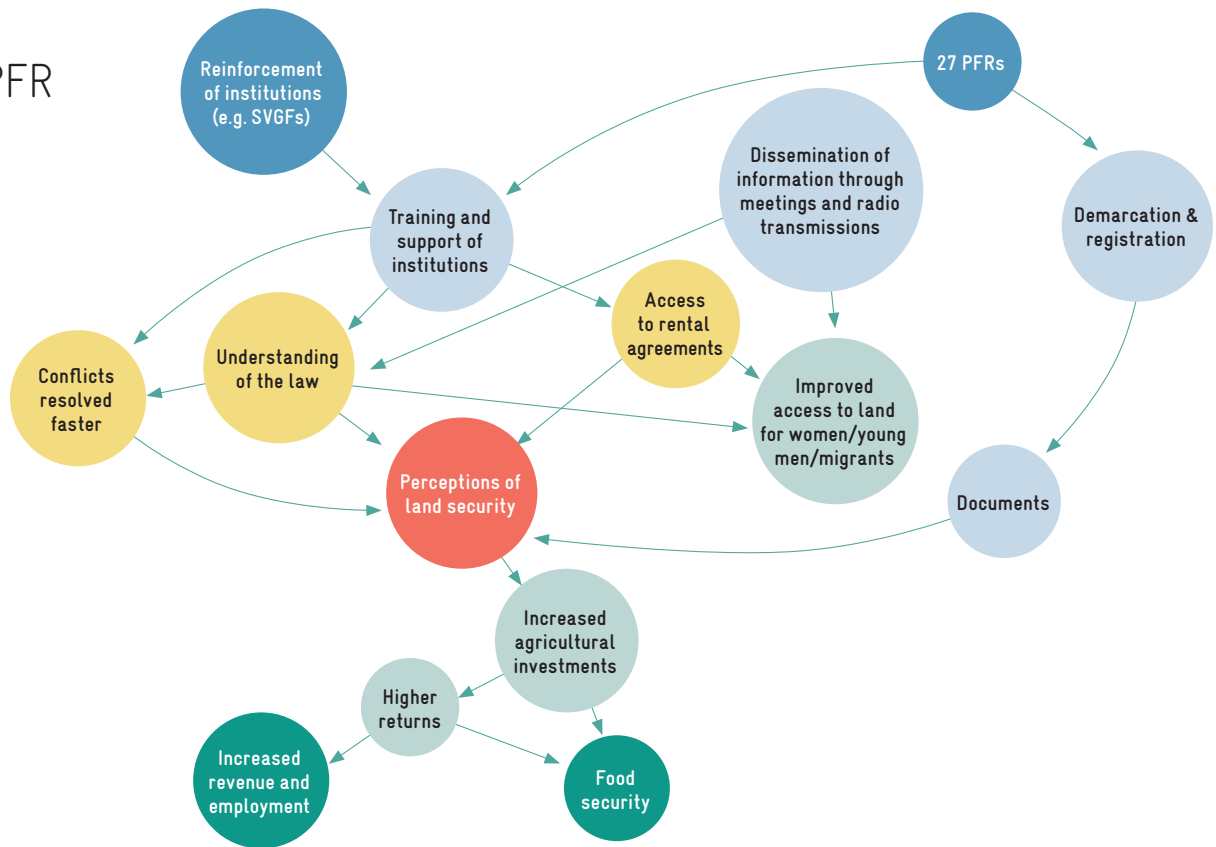 PFR
Reinforcement
of institutions
(e.g. SVGFs)
27 PFRs
Dissemination of
information through
meetings and radio
transmissions
Training and
support of
institutions
Demarcation &
registration
Access
to rental
agreements
Understanding
of the law
Conflicts
resolved
faster
Improved
access to land
for women/young
men/migrants
Perceptions of
land security
Documents
Increased
agricultural
investments
Higher
returns
Increased
revenue and
employment
Food
security